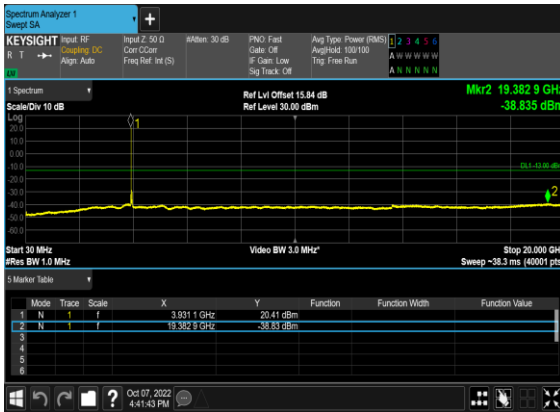 Spectrum Analyzer 1
Swept SA
+
KEYSIGHT Input: RF Input Z: 50 Ω #Atten: 30 dB PNO: Fast Avg Type: Power (RMS) 1 2 3 4 5 6
R T Coupling: DC Corr CCorr Gate: Off Avg|Hold: 100/100 A W W W W W
Align: Auto Freq Ref: Int (S) IF Gain: Low Trig: Free Run
Sig Track: Off A N N N N N
1 Spectrum Ref Lvl Offset 15.84 dB Mkr2 19.382 9 GHz
Scale/Div 10 dB Ref Level 30.00 dBm -38.835 dBm
Log
20.0
10.0
0.00
-10.0
-20.0
-30.0
-40.0
-50.0
-60.0
1
DL1 -13.00 dBm
2
Start 30 MHz Video BW 3.0 MHz* Stop 20.000 GHz
#Res BW 1.0 MHz Sweep ~38.3 ms (40001 pts)
5 Marker Table
Mode Trace Scale X Y Function Function Width Function Value
1 N 1 f 3.931 1 GHz 20.41 dBm
2 N 1 f 19.382 9 GHz -38.83 dBm
3
4
5
6
? Oct 07, 2022
4:41:43 PM